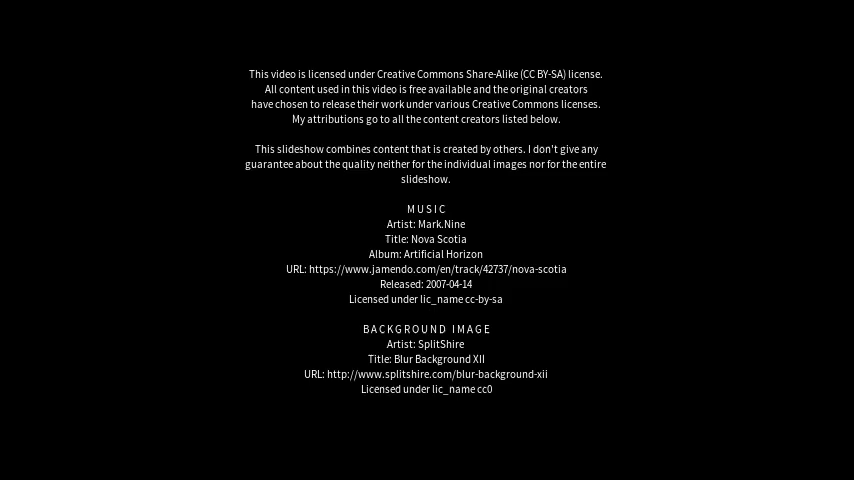 This video is licensed under Creative Commons Share-Alike (CC BY-SA) license.
All content used in this video is free available and the original creators
have chosen to release their work under various Creative Commons licenses.
My attributions go to all the content creators listed below.
This slideshow combines content that is created by others. I don't give any
guarantee about the quality neither for the individual images nor for the entire
slideshow.
MUSIC
Artist: Mark.Nine
Title: Nova Scotia
Album: Artificial Horizon
URL: https://www.jamendo.com/en/track/42737/nova-scotia
Released: 2007-04-14
Licensed under lic_name cc-by-sa
BACKGROUND IMAGE
Artist: SplitShire
Title: Blur Background XII
URL: http://www.splitshire.com/blur-background-xii
Licensed under lic_name cc0